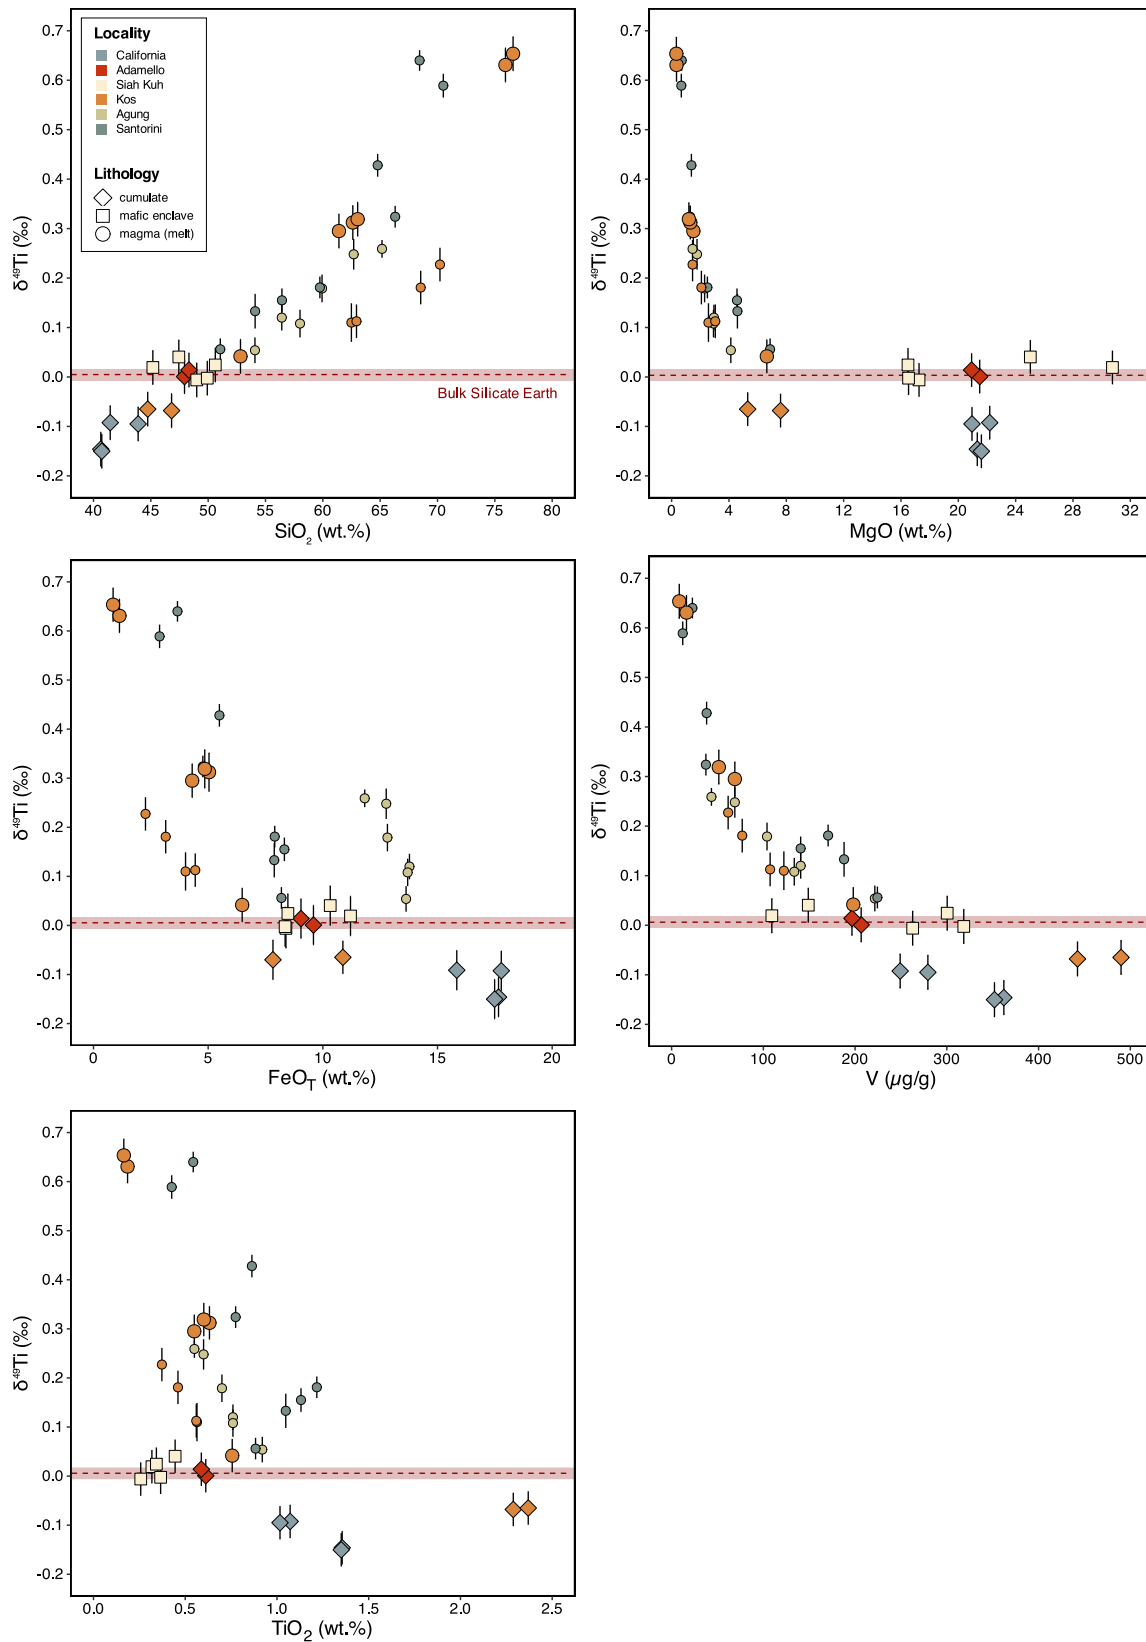 Locality
California
Adamello
Siah Kuh
Kos
Agung
Santorini
Lithology
cumulate
mafic enclave
magma (melt)
0.7
0.6
0.5
0.4
0.3
0.2
0.1
0.0
-0.1
-0.2
δ⁴⁹Ti (‰)
Bulk Silicate Earth
40 45 50 55 60 65 70 75 80
SiO₂ (wt.%)
0.7
0.6
0.5
0.4
0.3
0.2
0.1
0.0
-0.1
-0.2
δ⁴⁹Ti (‰)
0 4 8 12 16 20 24 28 32
MgO (wt.%)
0.7
0.6
0.5
0.4
0.3
0.2
0.1
0.0
-0.1
-0.2
δ⁴⁹Ti (‰)
0 5 10 15 20
FeO_T (wt.%)
0.7
0.6
0.5
0.4
0.3
0.2
0.1
0.0
-0.1
-0.2
δ⁴⁹Ti (‰)
0 100 200 300 400 500
V (µg/g)
0.7
0.6
0.5
0.4
0.3
0.2
0.1
0.0
-0.1
-0.2
δ⁴⁹Ti (‰)
0.0 0.5 1.0 1.5 2.0 2.5
TiO₂ (wt.%)